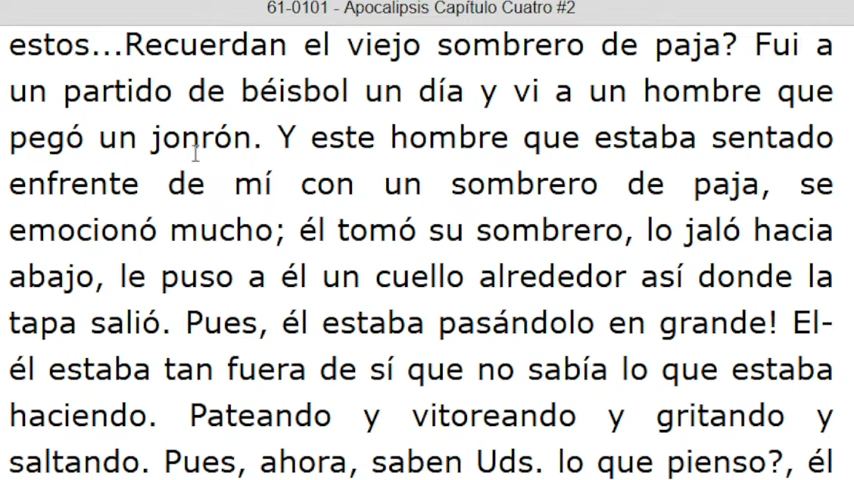 61-0101 - Apocalipsis Capítulo Cuatro #2
estos...Recuerdan el viejo sombrero de paja? Fui a
un partido de béisbol un día y vi a un hombre que
pegó un jonrón. Y este hombre que estaba sentado
enfrente de mí con un sombrero de paja, se
emocionó mucho; él tomó su sombrero, lo jaló hacia
abajo, le puso a él un cuello alrededor así donde la
tapa salió. Pues, él estaba pasándolo en grande! El-
él estaba tan fuera de sí que no sabía lo que estaba
haciendo. Pateando y vitoreando y gritando y
saltando. Pues, ahora, saben Uds. lo que pienso?, él